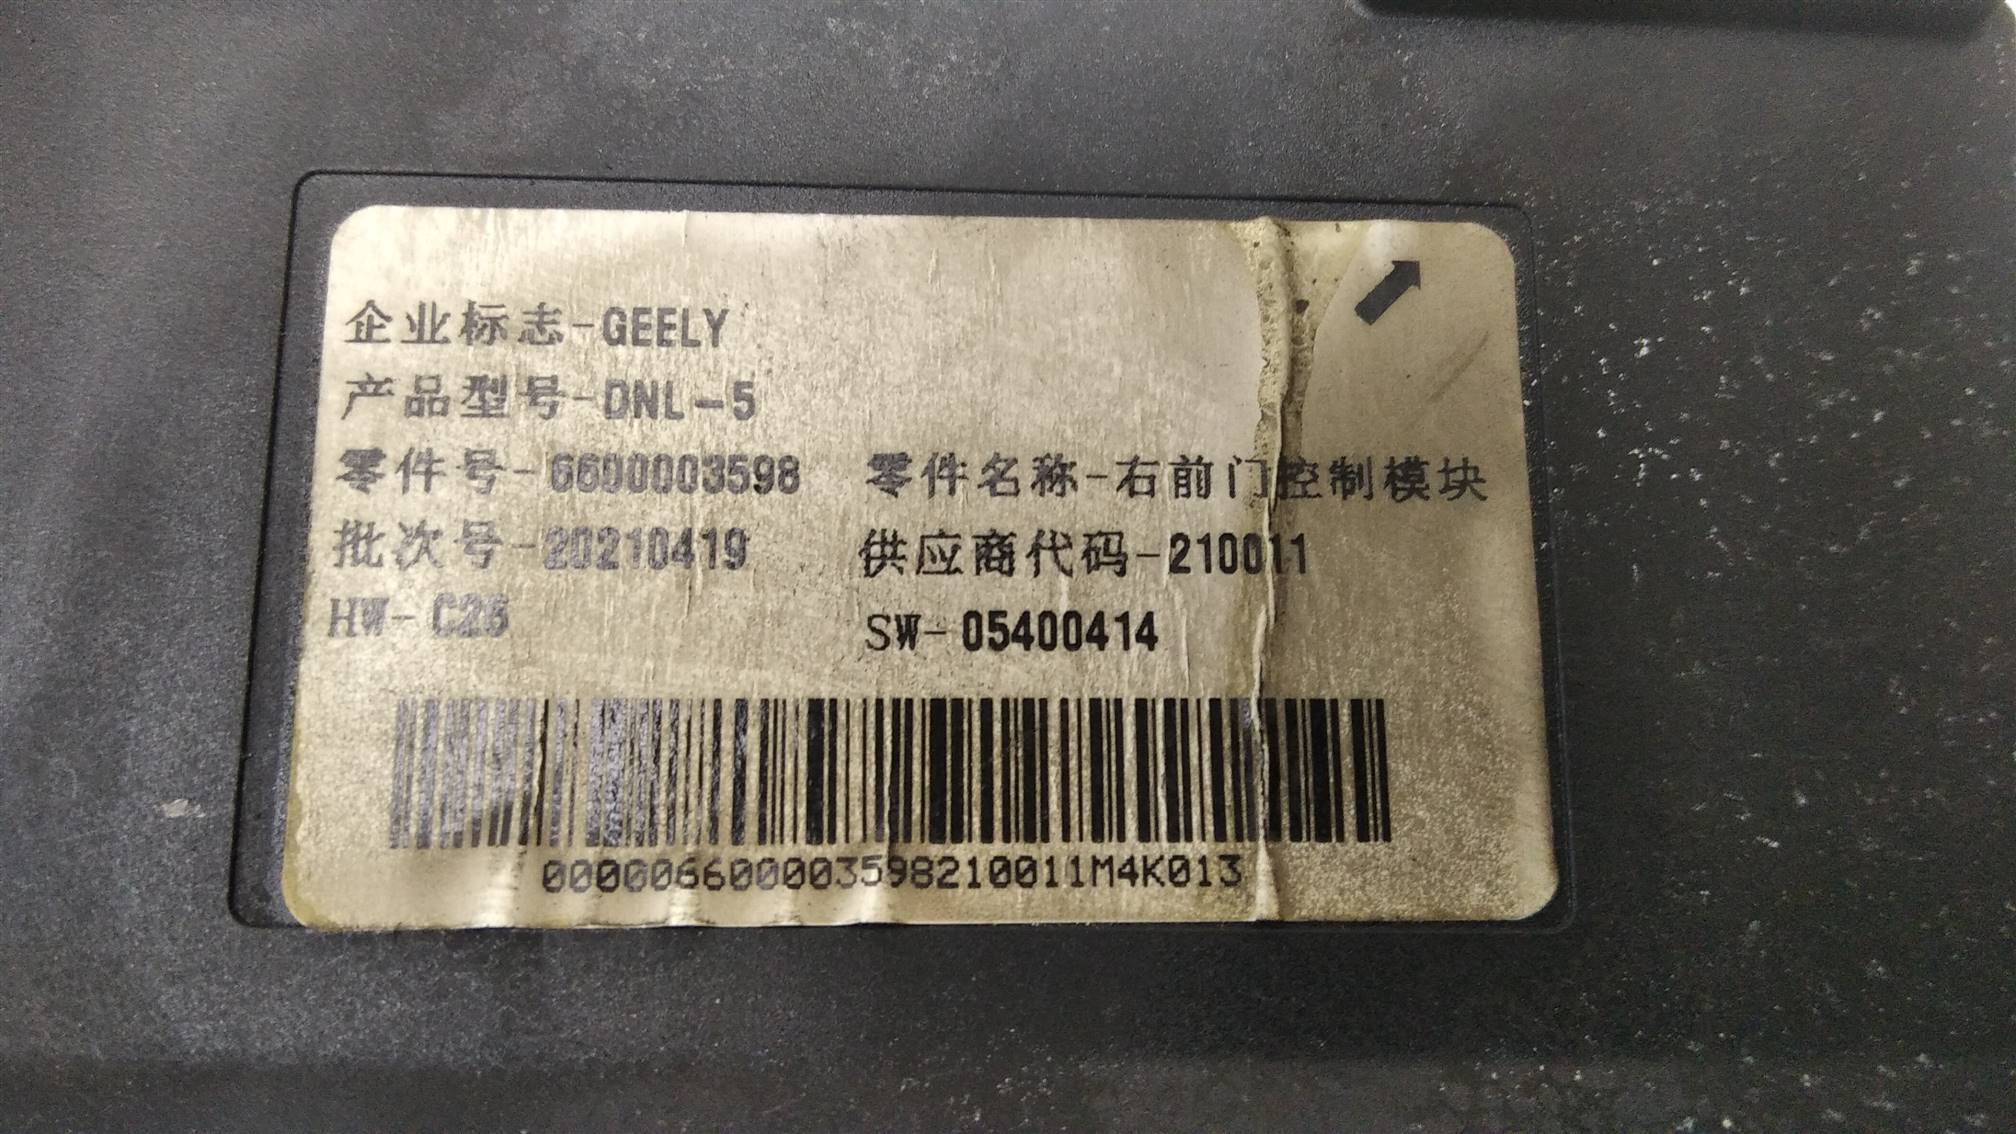 企业标志-GEELY
产品型号-DNL-5
零件号-6600003598 零件名称-右前门控制模块
批次号-20210419 供应商代码-210011
HW- C26 SW-05400414
000006600003598210011M4K013